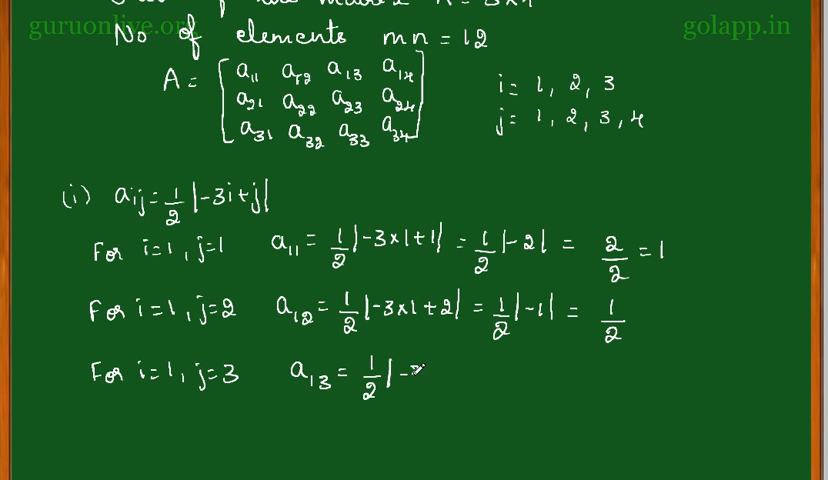 guruonline.org golapp.in
No of elements mn = 12
A = [a11 a12 a13 a14
a21 a22 a23 a24
a31 a32 a33 a34]
i = 1, 2, 3
j = 1, 2, 3, 4
(i) aij = 1/2 |-3i+j|
For i=1, j=1 a11 = 1/2 |-3×1+1| = 1/2 |-2| = 2/2 = 1
For i=1, j=2 a12 = 1/2 |-3×1+2| = 1/2 |-1| = 1/2
For i=1, j=3 a13 = 1/2 |-